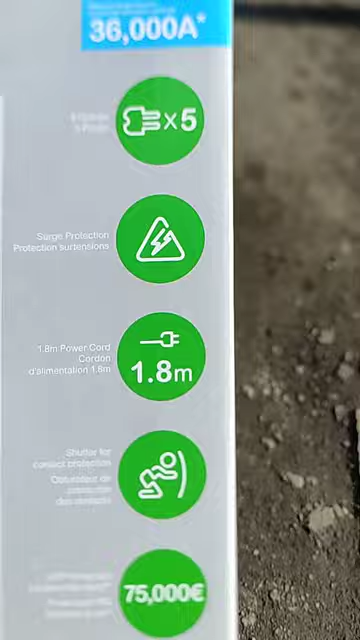 36,000A*
x5
Surge Protection
Protection surtensions
1.8m Power Cord
Cordon
d'alimentation 1.8m
1.8m
Shutter for
contact protection
Obturateur de
protection
des contacts
75,000€